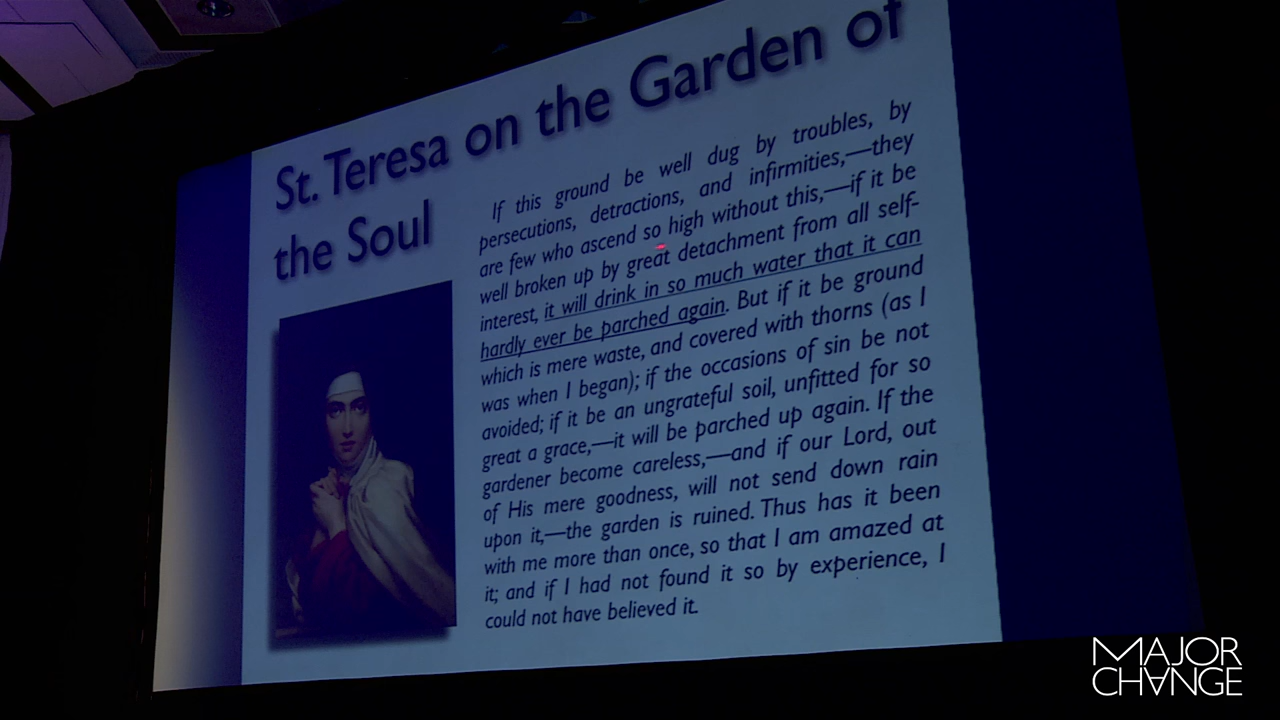 St. Teresa on the Garden of
the Soul
If this ground be well dug by troubles, by
persecutions, detractions, and infirmities,—they
are few who ascend so high without this,—if it be
well broken up by great detachment from all self-
interest, it will drink in so much water that it can
hardly ever be parched again. But if it be ground
which is mere waste, and covered with thorns (as I
was when I began); if the occasions of sin be not
avoided; if it be an ungrateful soil, unfitted for so
great a grace,—it will be parched up again. If the
gardener become careless,—and if our Lord, out
of His mere goodness, will not send down rain
upon it,—the garden is ruined. Thus has it been
with me more than once, so that I am amazed at
it; and if I had not found it so by experience, I
could not have believed it.
MAJOR
CHANGE